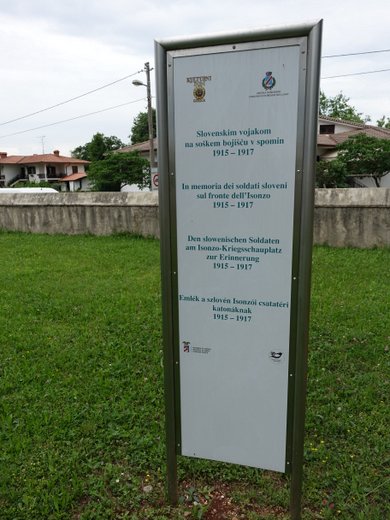 KULTURNI
Slovenskim vojakom
na soškem bojišču v spomin
1915 – 1917
In memoria dei soldati sloveni
sul fronte dell'Isonzo
1915 – 1917
Den slowenischen Soldaten
am Isonzo-Kriegsschauplatz
zur Erinnerung
1915 – 1917
Emlék a szlovén Isonzói csatatéri
katonáknak
1915 – 1917